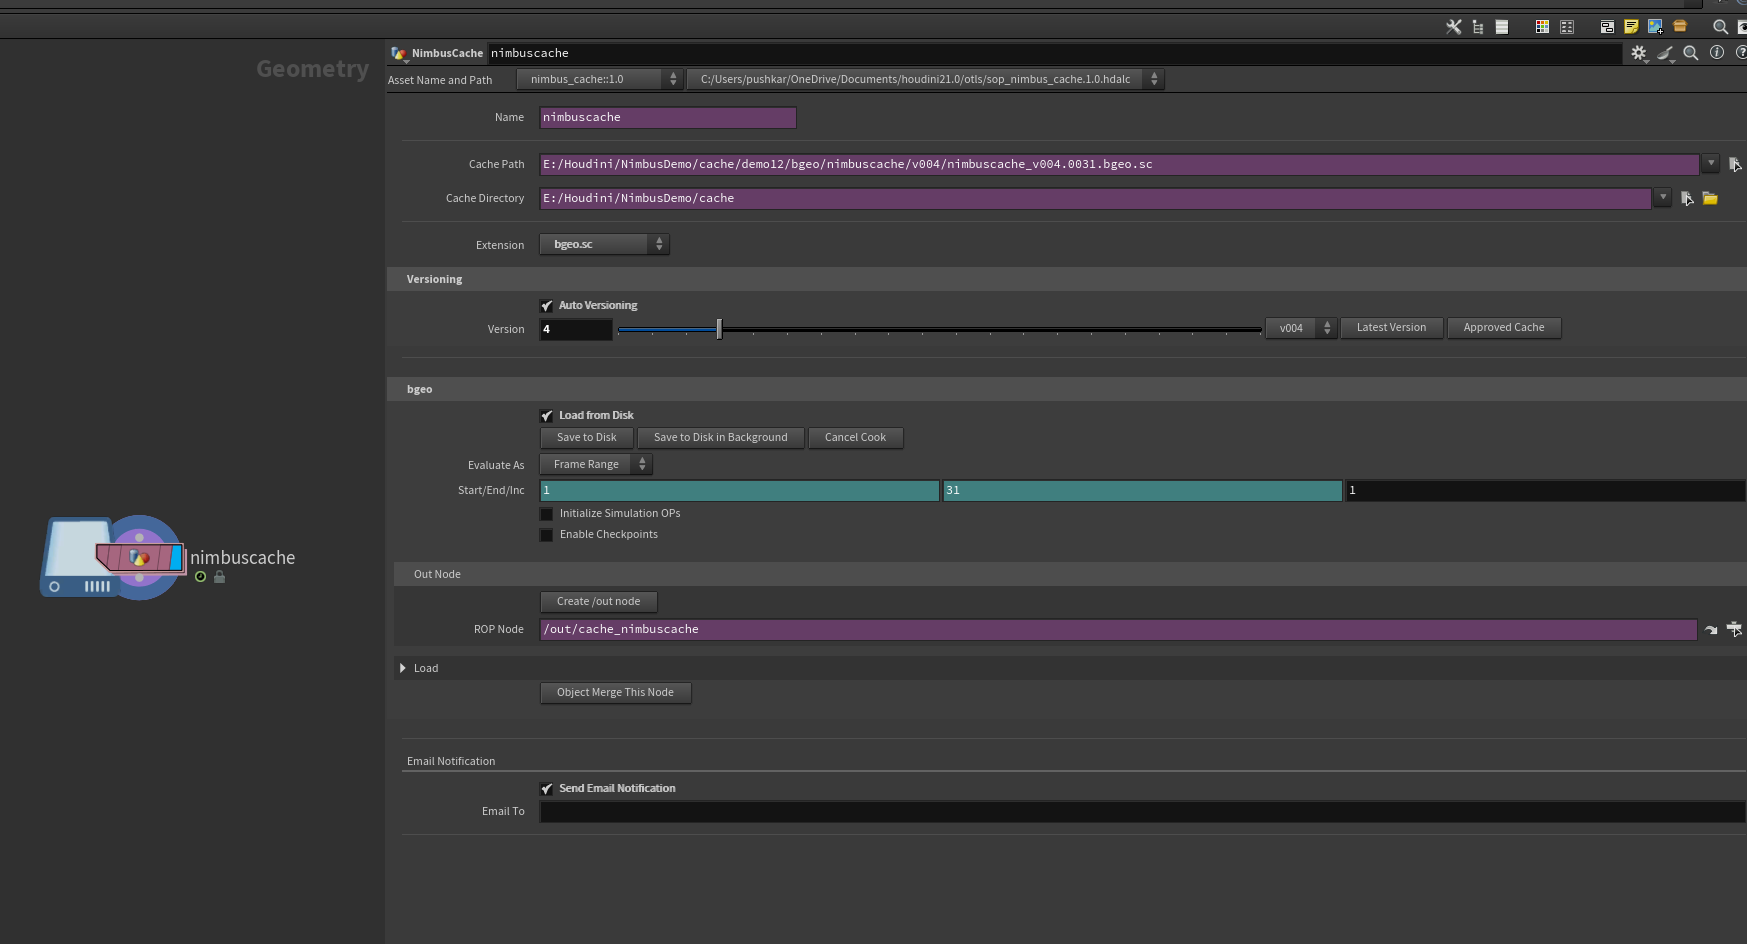 Geometry
NimbusCache nimbuscache
Asset Name and Path nimbus_cache::1.0 C:/Users/pushkar/OneDrive/Documents/houdini21.0/otls/sop_nimbus_cache.1.0.hdalc
Name nimbuscache
Cache Path E:/Houdini/NimbusDemo/cache/demo12/bgeo/nimbuscache/v004/nimbuscache_v004.0031.bgeo.sc
Cache Directory E:/Houdini/NimbusDemo/cache
Extension bgeo.sc
Versioning
Auto Versioning
Version 4 v004 Latest Version Approved Cache
bgeo
Load from Disk
Save to Disk Save to Disk in Background Cancel Cook
Evaluate As Frame Range
Start/End/Inc 1 31 1
Initialize Simulation OPs
Enable Checkpoints
nimbuscache
Out Node
Create /out node
ROP Node /out/cache_nimbuscache
Load
Object Merge This Node
Email Notification
Send Email Notification
Email To